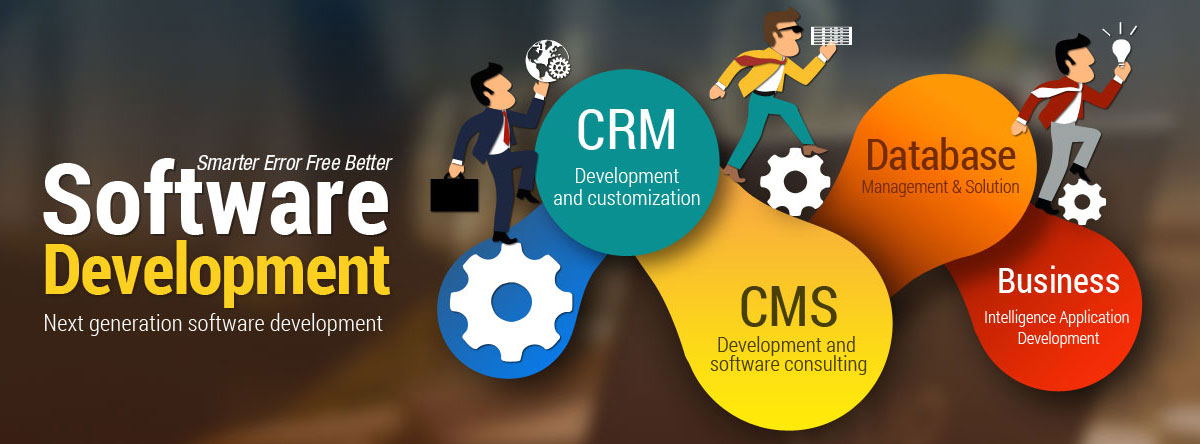 Smarter Error Free Better
Software
Development
Next generation software development
CRM
Development
and customization
CMS
Development and
software consulting
Database
Management & Solution
Business
Intelligence Application
Development